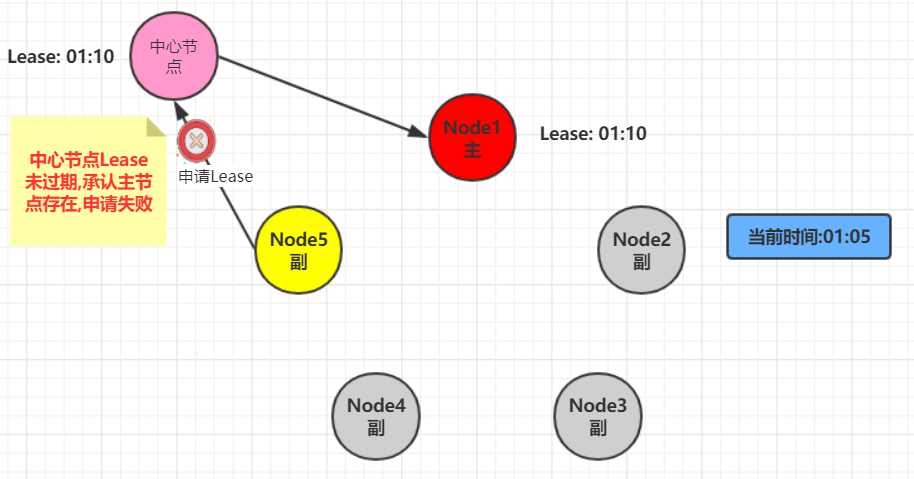 Lease: 01:10
中心节
点
Node1
主
Lease: 01:10
中心节点Lease
未过期,承认主节
点存在,申请失败
申请Lease
Node5
副
Node2
副
当前时间:01:05
Node4
副
Node3
副